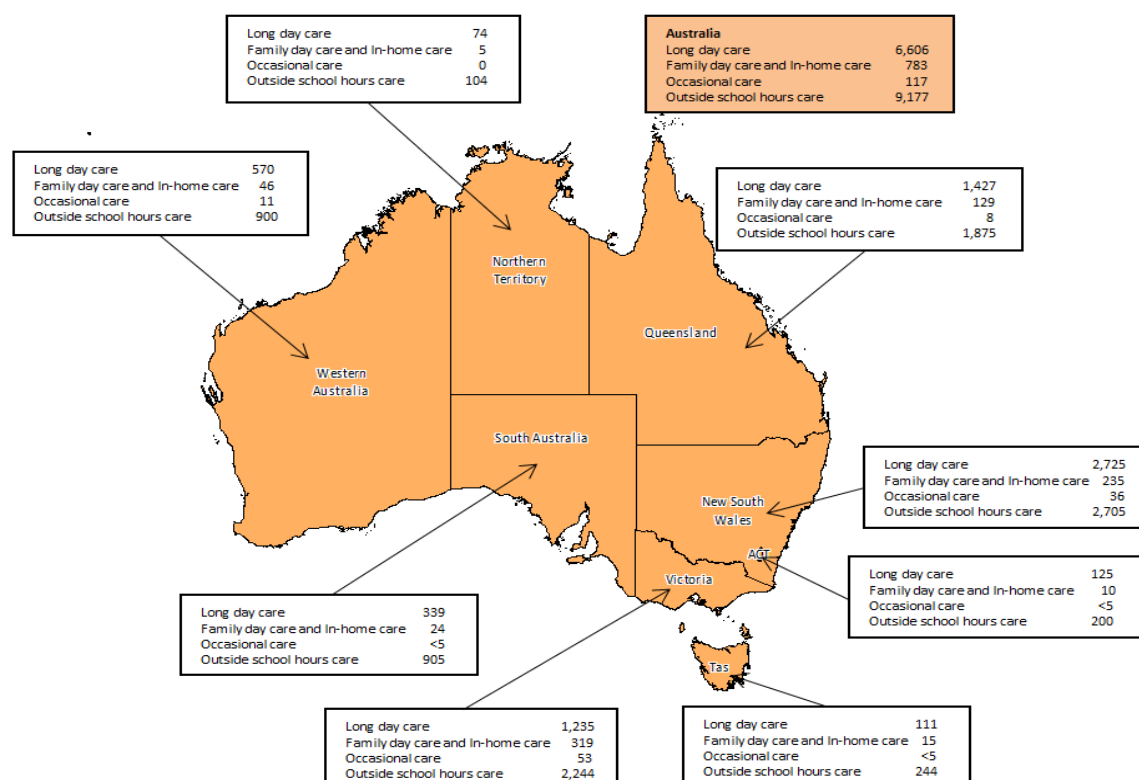 Long day care 74
Family day care and In-home care 5
Occasional care 0
Outside school hours care 104
Australia
Long day care 6,606
Family day care and In-home care 783
Occasional care 117
Outside school hours care 9,177
Long day care 570
Family day care and In-home care 46
Occasional care 11
Outside school hours care 900
Long day care 1,427
Family day care and In-home care 129
Occasional care 8
Outside school hours care 1,875
Northern
Territory
Queensland
Western
Australia
South Australia
Long day care 2,725
Family day care and In-home care 235
Occasional care 36
Outside school hours care 2,705
New South
Wales
ACT
Victoria
Long day care 125
Family day care and In-home care 10
Occasional care <5
Outside school hours care 200
Long day care 339
Family day care and In-home care 24
Occasional care <5
Outside school hours care 905
Tas
Long day care 1,235
Family day care and In-home care 319
Occasional care 53
Outside school hours care 2,244
Long day care 111
Family day care and In-home care 15
Occasional care <5
Outside school hours care 244